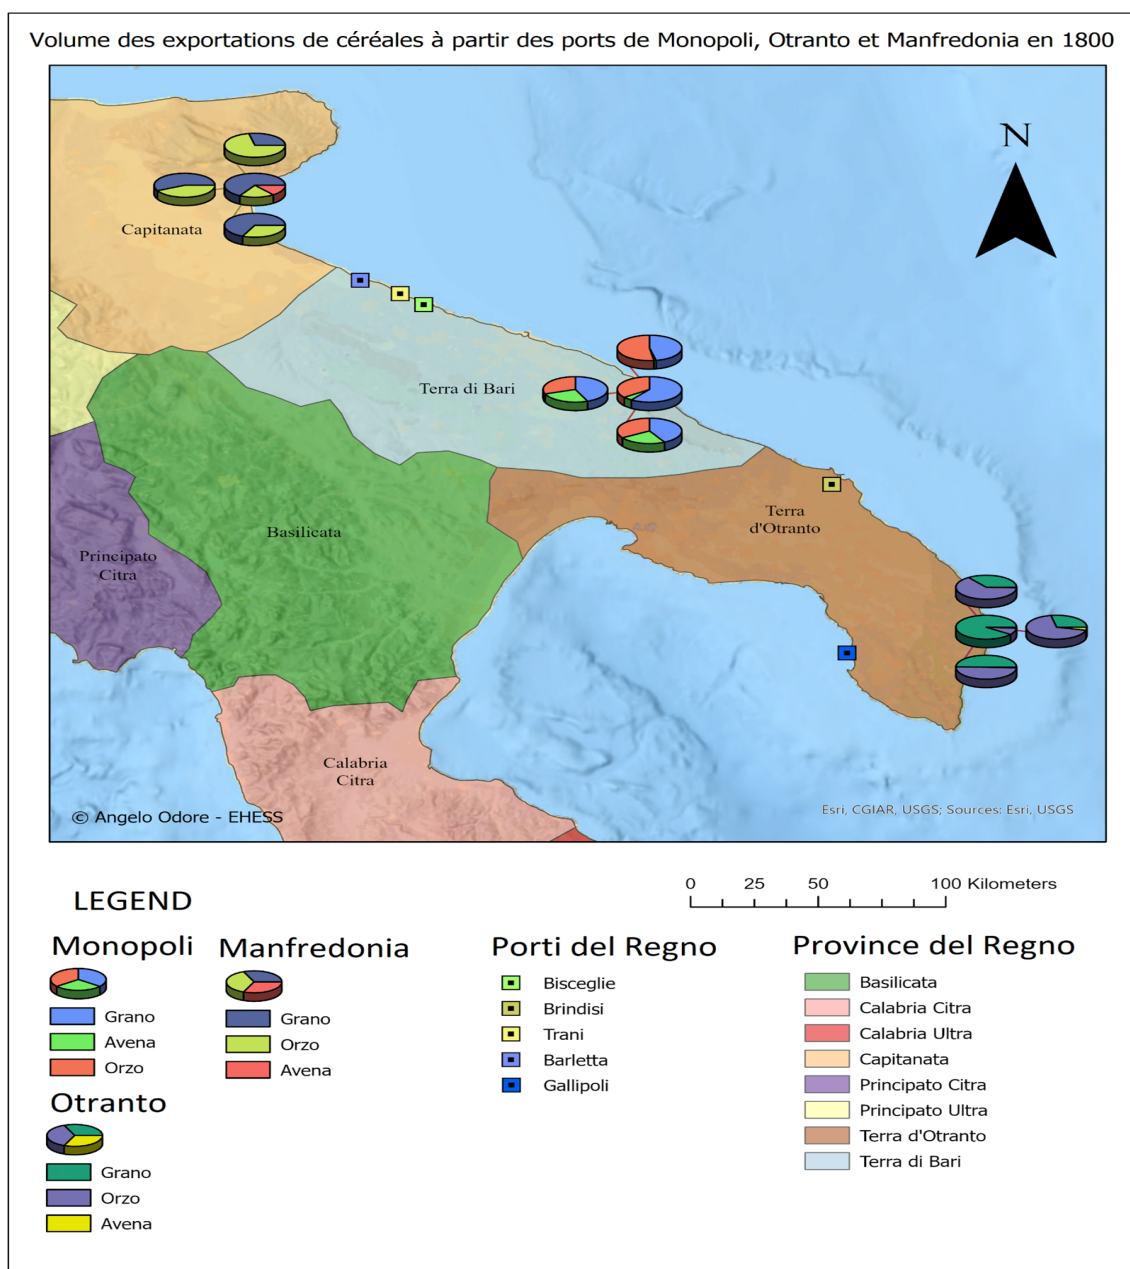 Volume des exportations de céréales à partir des ports de Monopoli, Otranto et Manfredonia en 1800
N
Capitanata
Terra di Bari
Basilicata
Terra
d'Otranto
Principato
Citra
Calabria
Citra
© Angelo Odore - EHESS
Esri, CGIAR, USGS; Sources: Esri, USGS
0 25 50 100 Kilometers
LEGEND
Monopoli
Grano
Avena
Orzo
Manfredonia
Grano
Orzo
Avena
Otranto
Grano
Orzo
Avena
Porti del Regno
Bisceglie
Brindisi
Trani
Barletta
Gallipoli
Province del Regno
Basilicata
Calabria Citra
Calabria Ultra
Capitanata
Principato Citra
Principato Ultra
Terra d'Otranto
Terra di Bari